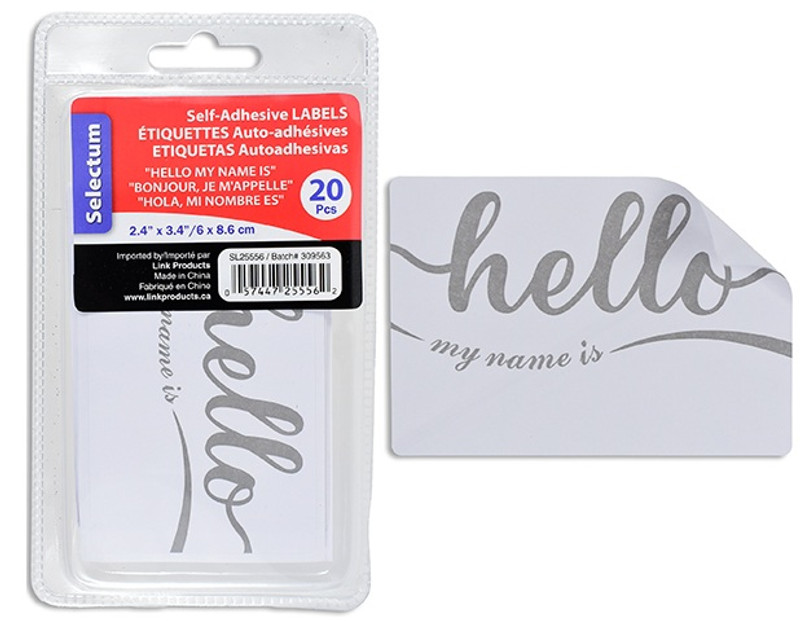 Selectum
Self-Adhesive LABELS
ÉTIQUETTES Auto-adhésives
ETIQUETAS Autoadhesivas
"HELLO MY NAME IS"
"BONJOUR, JE M'APPELLE"
"HOLA, MI NOMBRE ES"
20
Pcs
2.4" x 3.4"/6 x 8.6 cm
Imported by/Importé par
Link Products
Made in China
Fabriqué en Chine
www.linkproducts.ca
SL25556 / Batch# 309563
0 57447 25556 2
hello
name is
hello
my name is